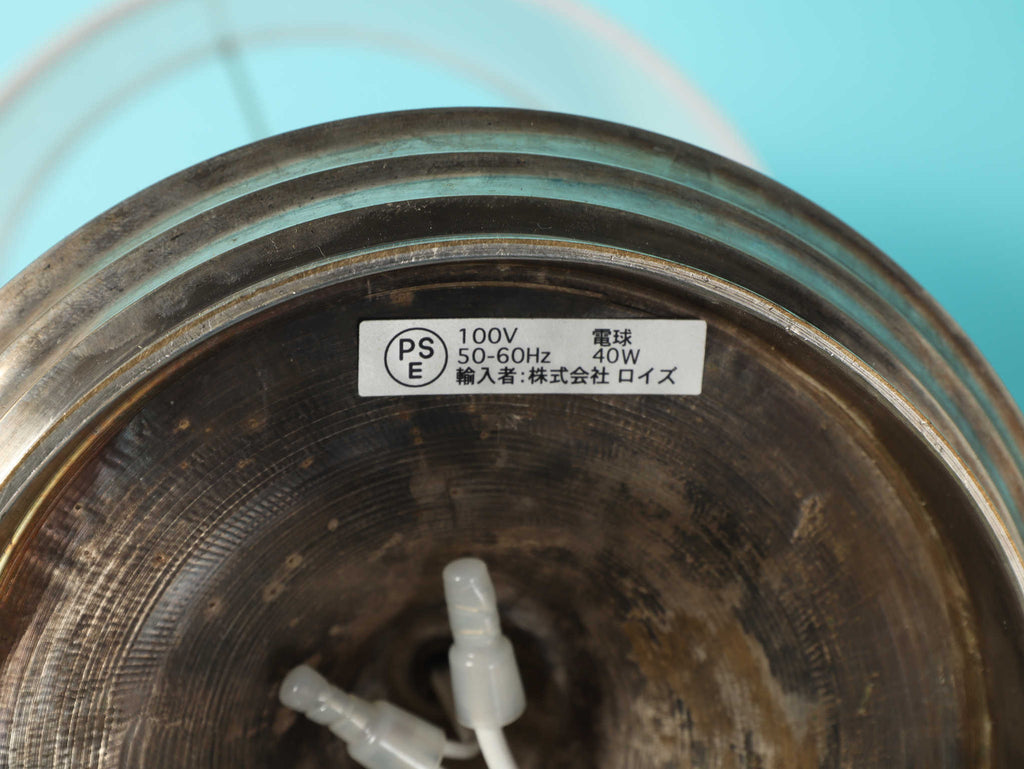 PS
E
100V 電球
50-60Hz 40W
輸入者:株式会社 ロイズ